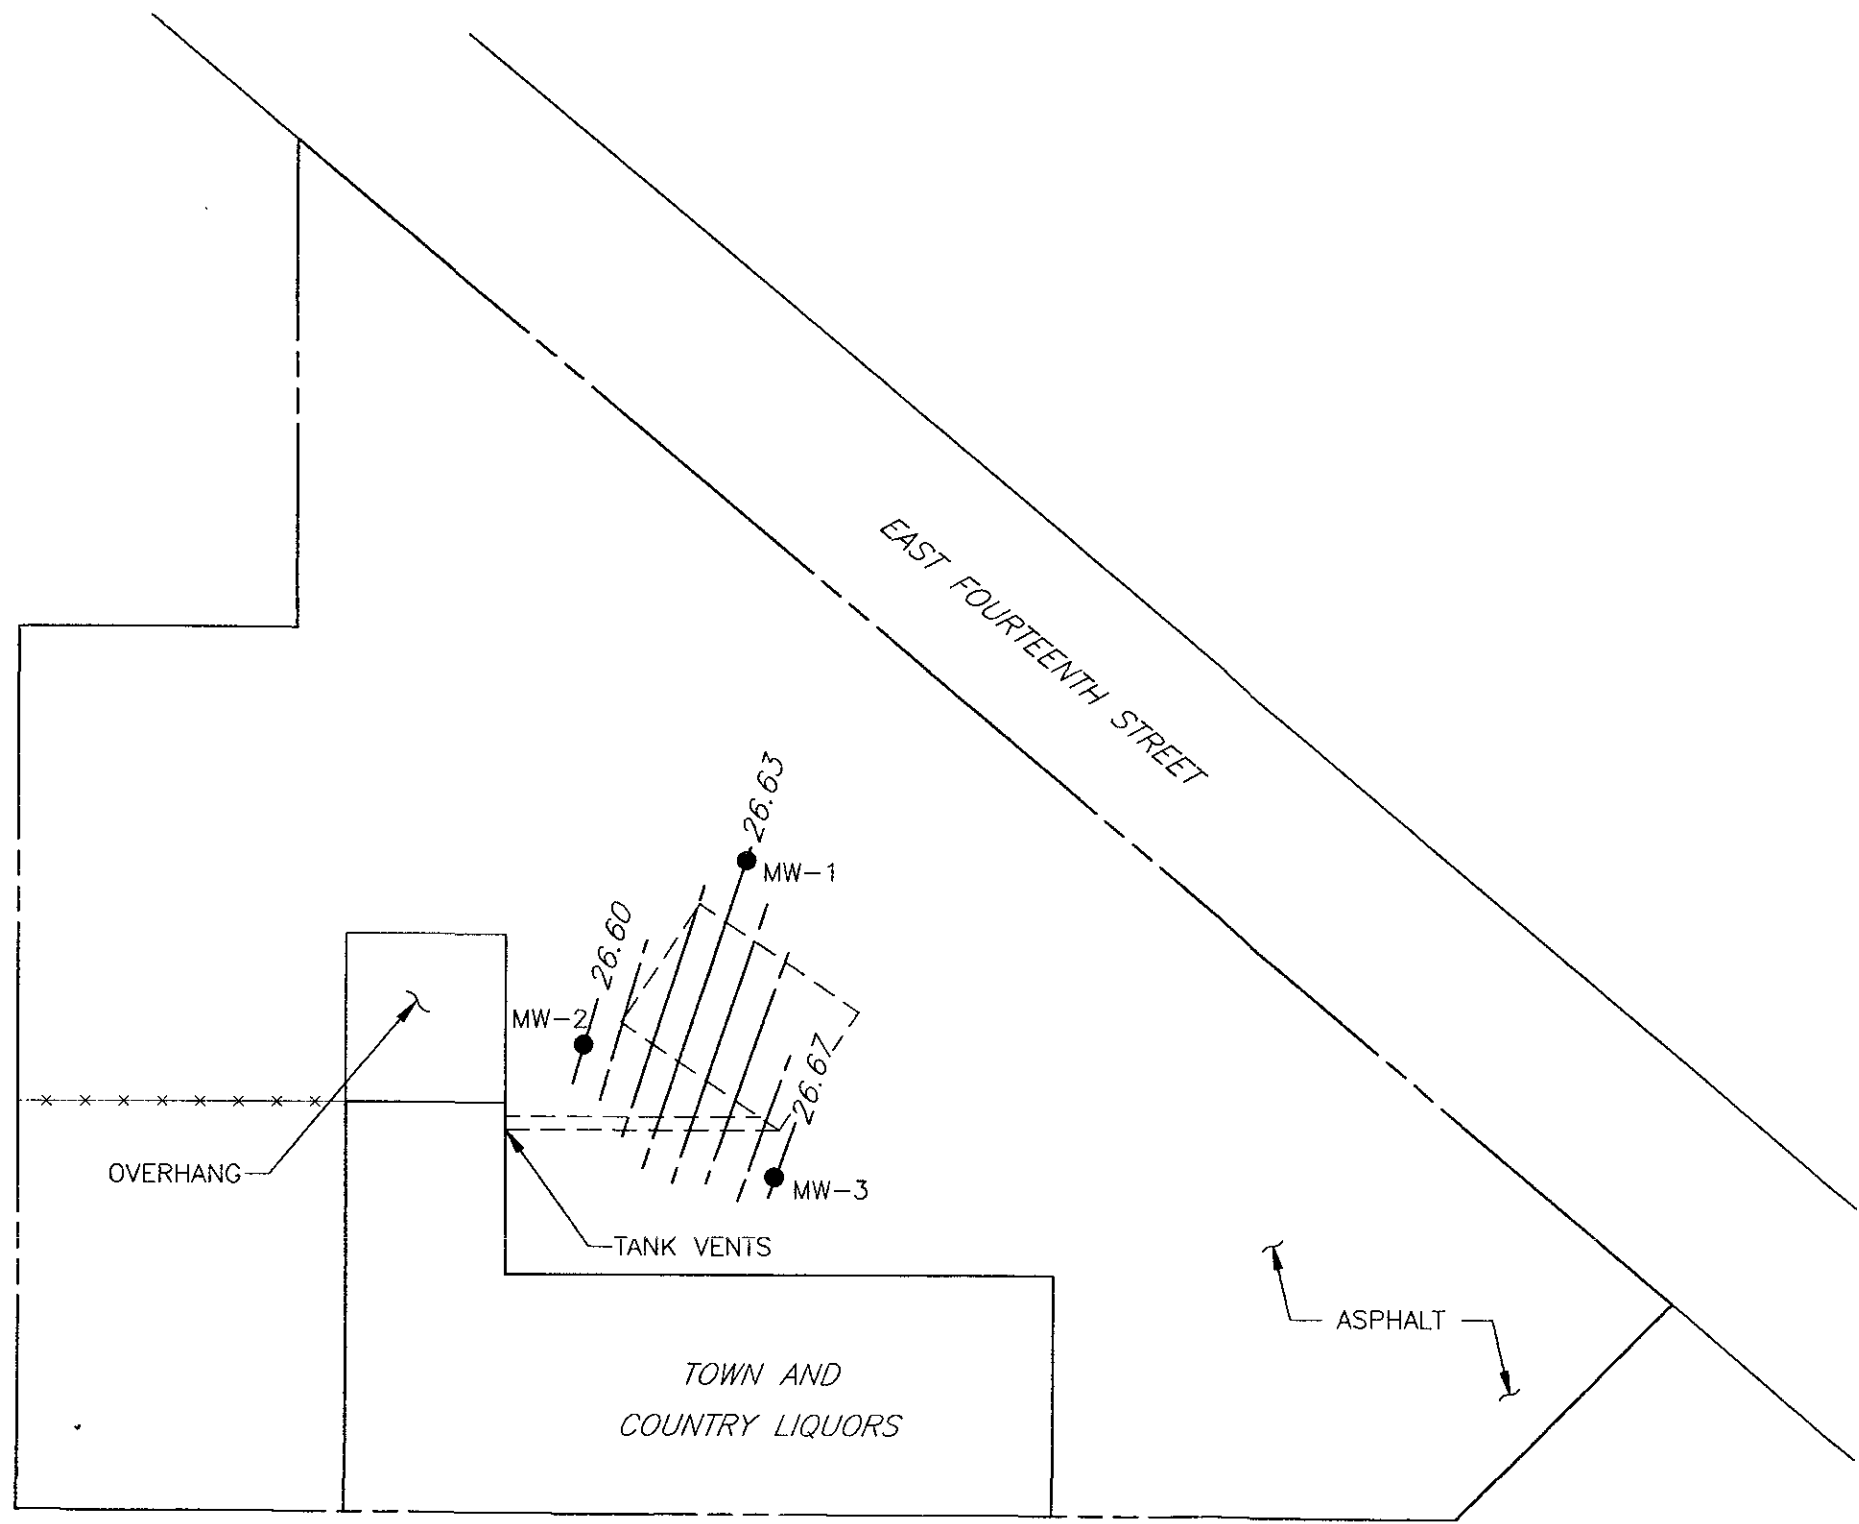 EAST FOURTEENTH STREET
26.63
MW-1
26.60
MW-2
26.67
MW-3
OVERHANG
TANK VENTS
ASPHALT
TOWN AND
COUNTRY LIQUORS